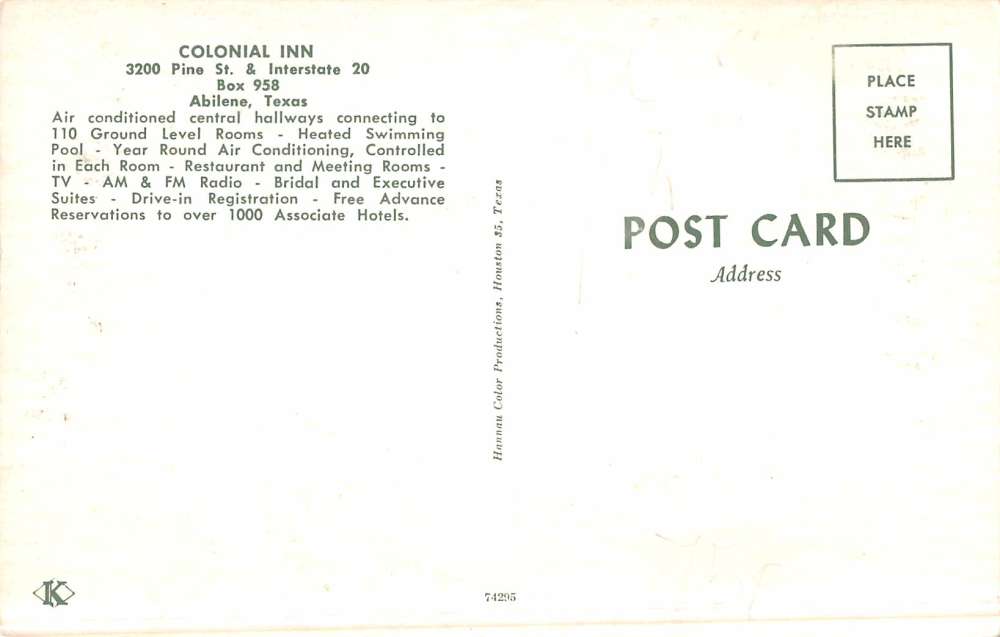 COLONIAL INN
3200 Pine St. & Interstate 20
Box 958
Abilene, Texas
Air conditioned central hallways connecting to
110 Ground Level Rooms - Heated Swimming
Pool - Year Round Air Conditioning, Controlled
in Each Room - Restaurant and Meeting Rooms -
TV - AM & FM Radio - Bridal and Executive
Suites - Drive-in Registration - Free Advance
Reservations to over 1000 Associate Hotels.
Hannau Color Productions, Houston 35, Texas
PLACE
STAMP
HERE
POST CARD
Address
K
74295